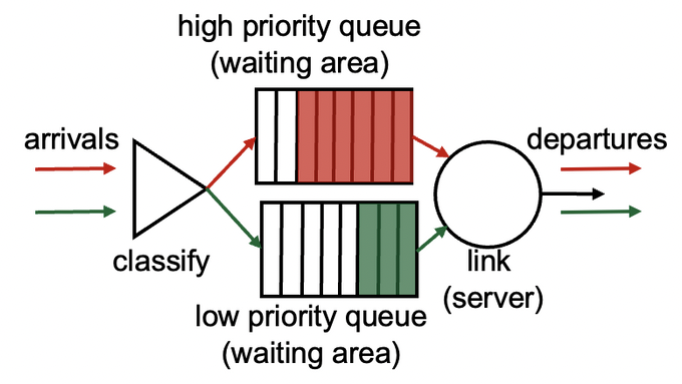 high priority queue
(waiting area)
arrivals
departures
classify
link
(server)
low priority queue
(waiting area)